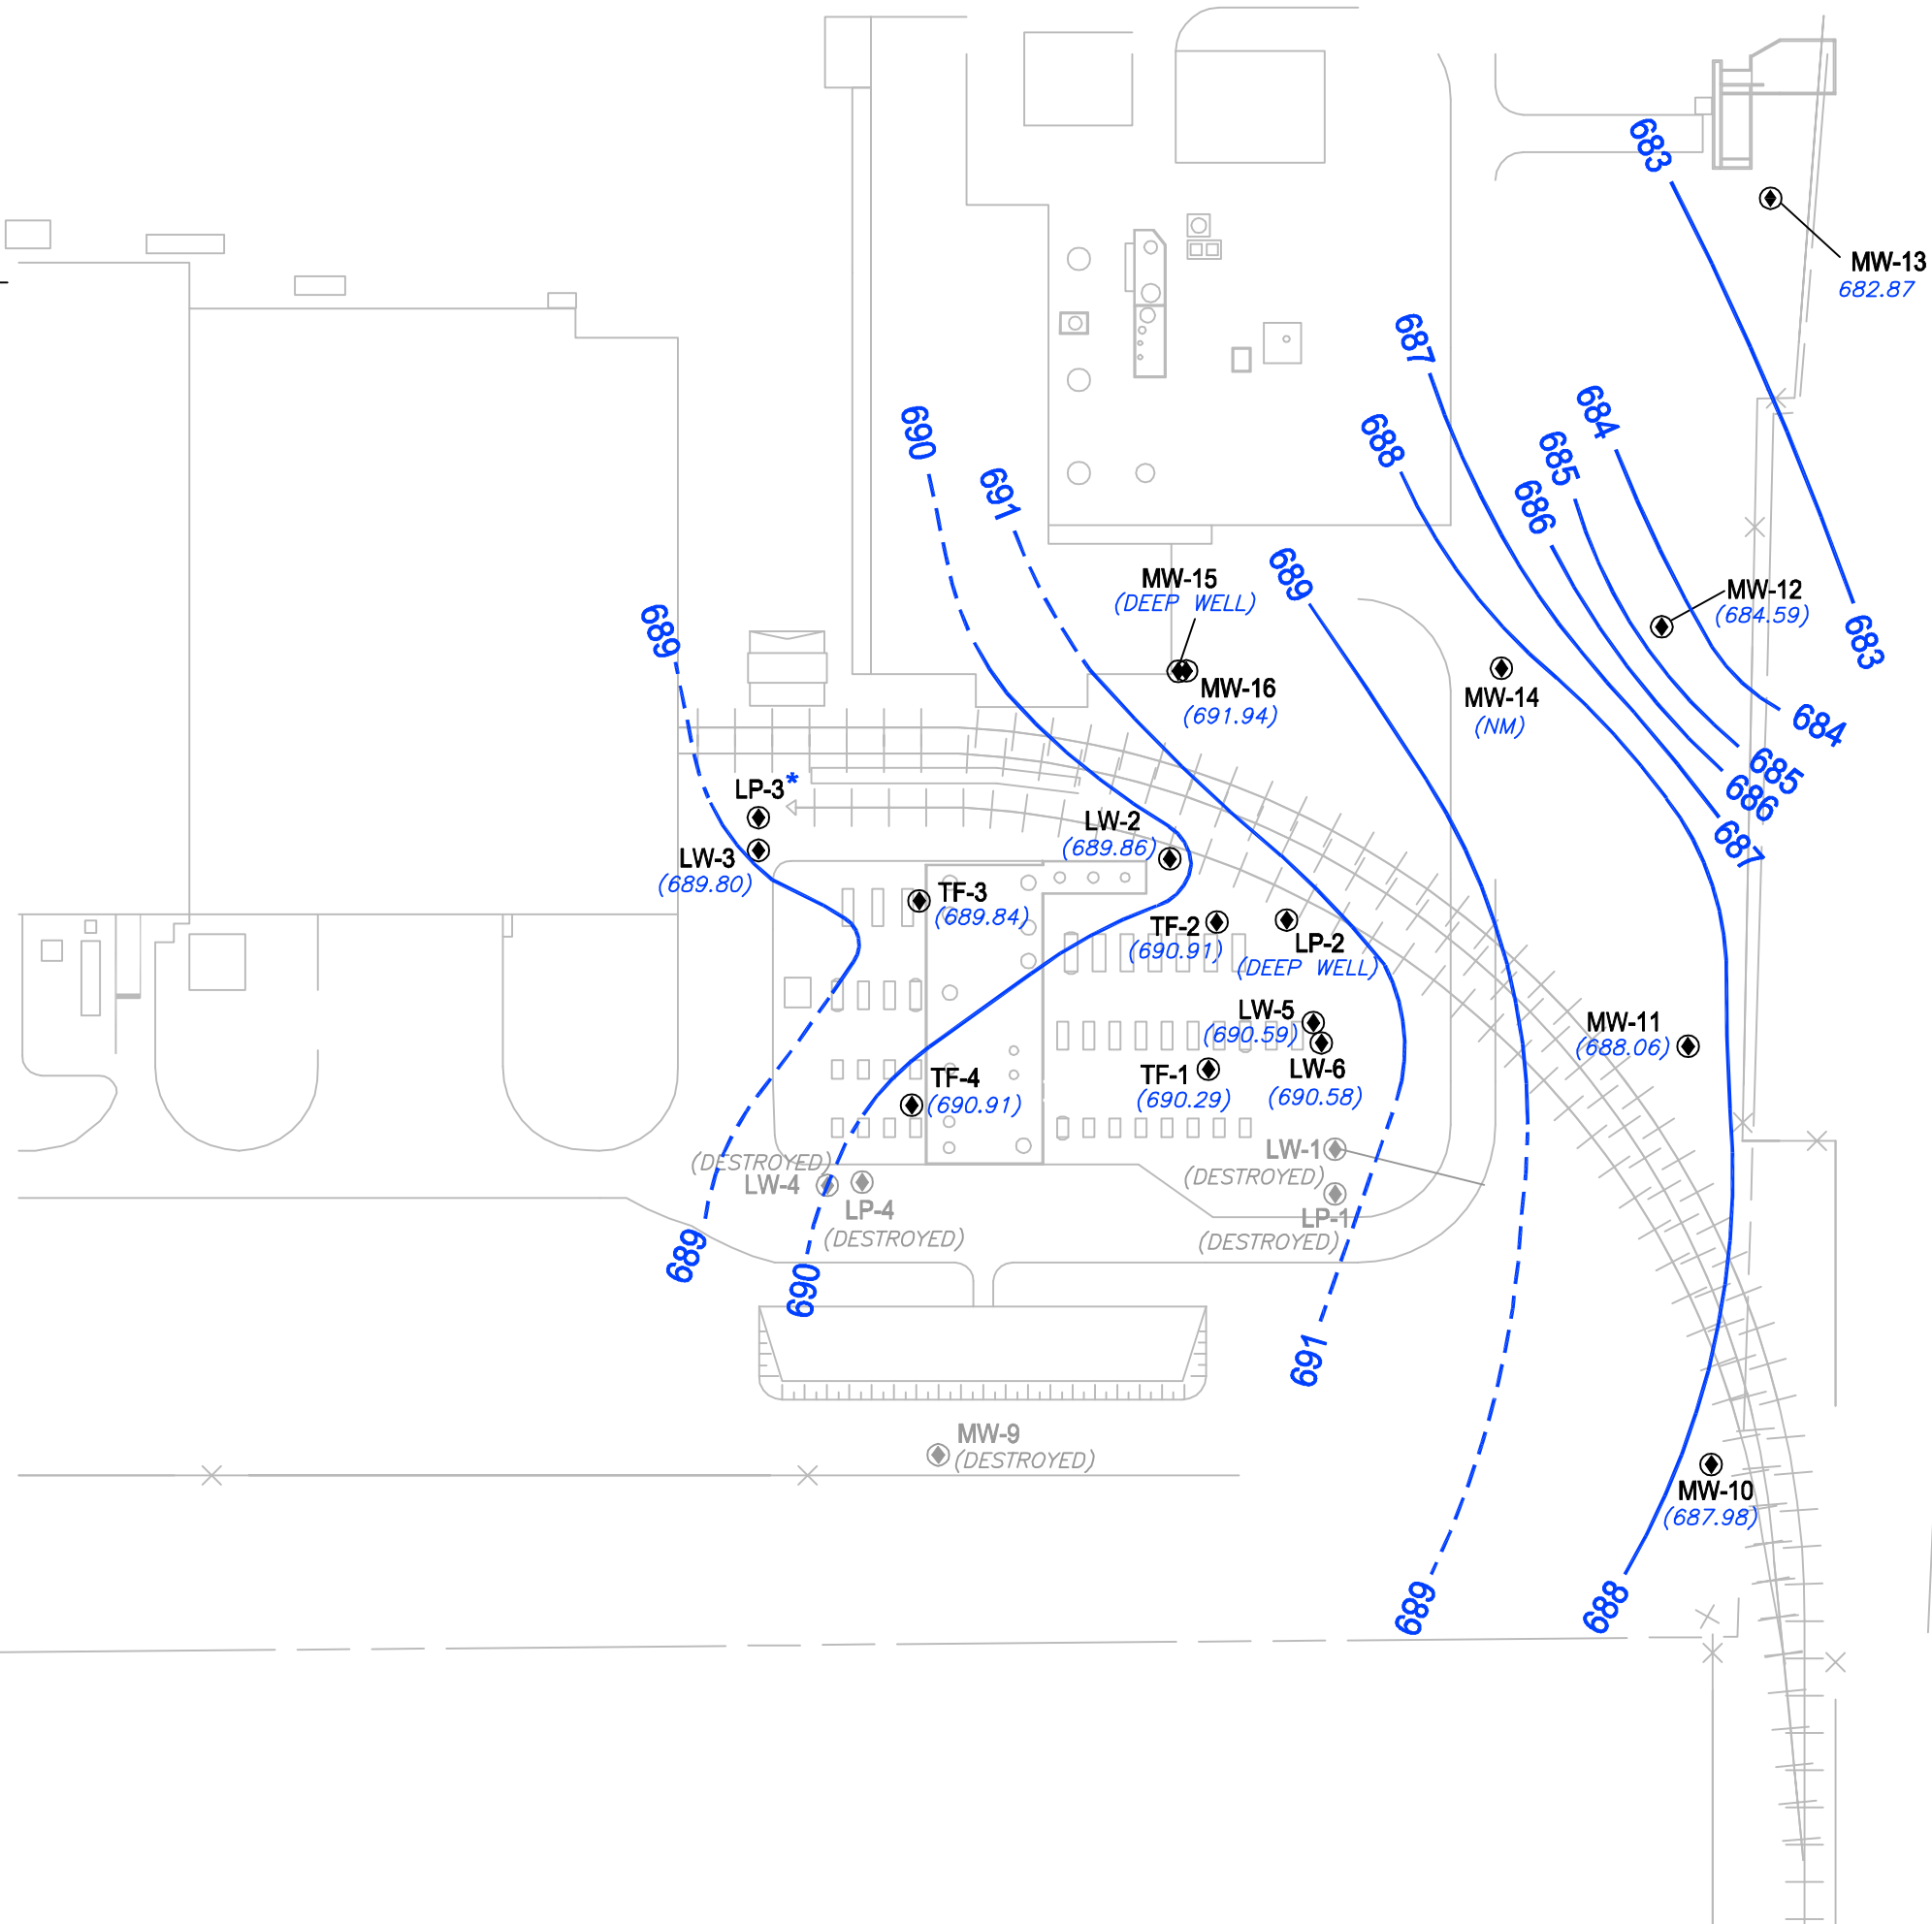 683
MW-13
682.87
687
684
690
688
685
691
686
689
MW-15
(DEEP WELL)
MW-12
(684.59)
689
683
MW-16
(691.94)
MW-14
(NM)
684
LP-3*
685
686
LW-2
(689.86)
687
LW-3
(689.80)
TF-3
(689.84)
TF-2
(690.91)
LP-2
(DEEP WELL)
LW-5
(690.59)
MW-11
(688.06)
LW-6
(690.58)
TF-1
(690.29)
TF-4
(690.91)
LW-1
(DESTROYED)
(DESTROYED)
LW-4
LP-4
(DESTROYED)
LP-1
(DESTROYED)
689
690
691
MW-9
(DESTROYED)
MW-10
(687.98)
689
688